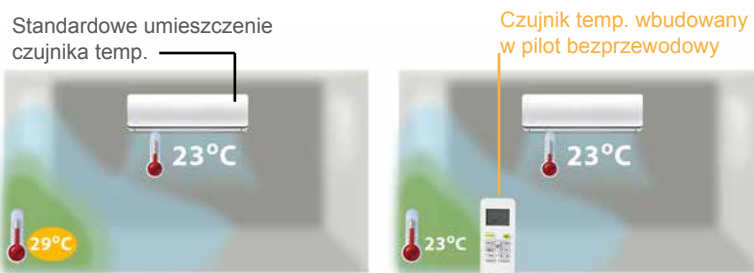 Standardowe umieszczenie
czujnika temp.
23°C
29°C
Czujnik temp. wbudowany
w pilot bezprzewodowy
23°C
23°C